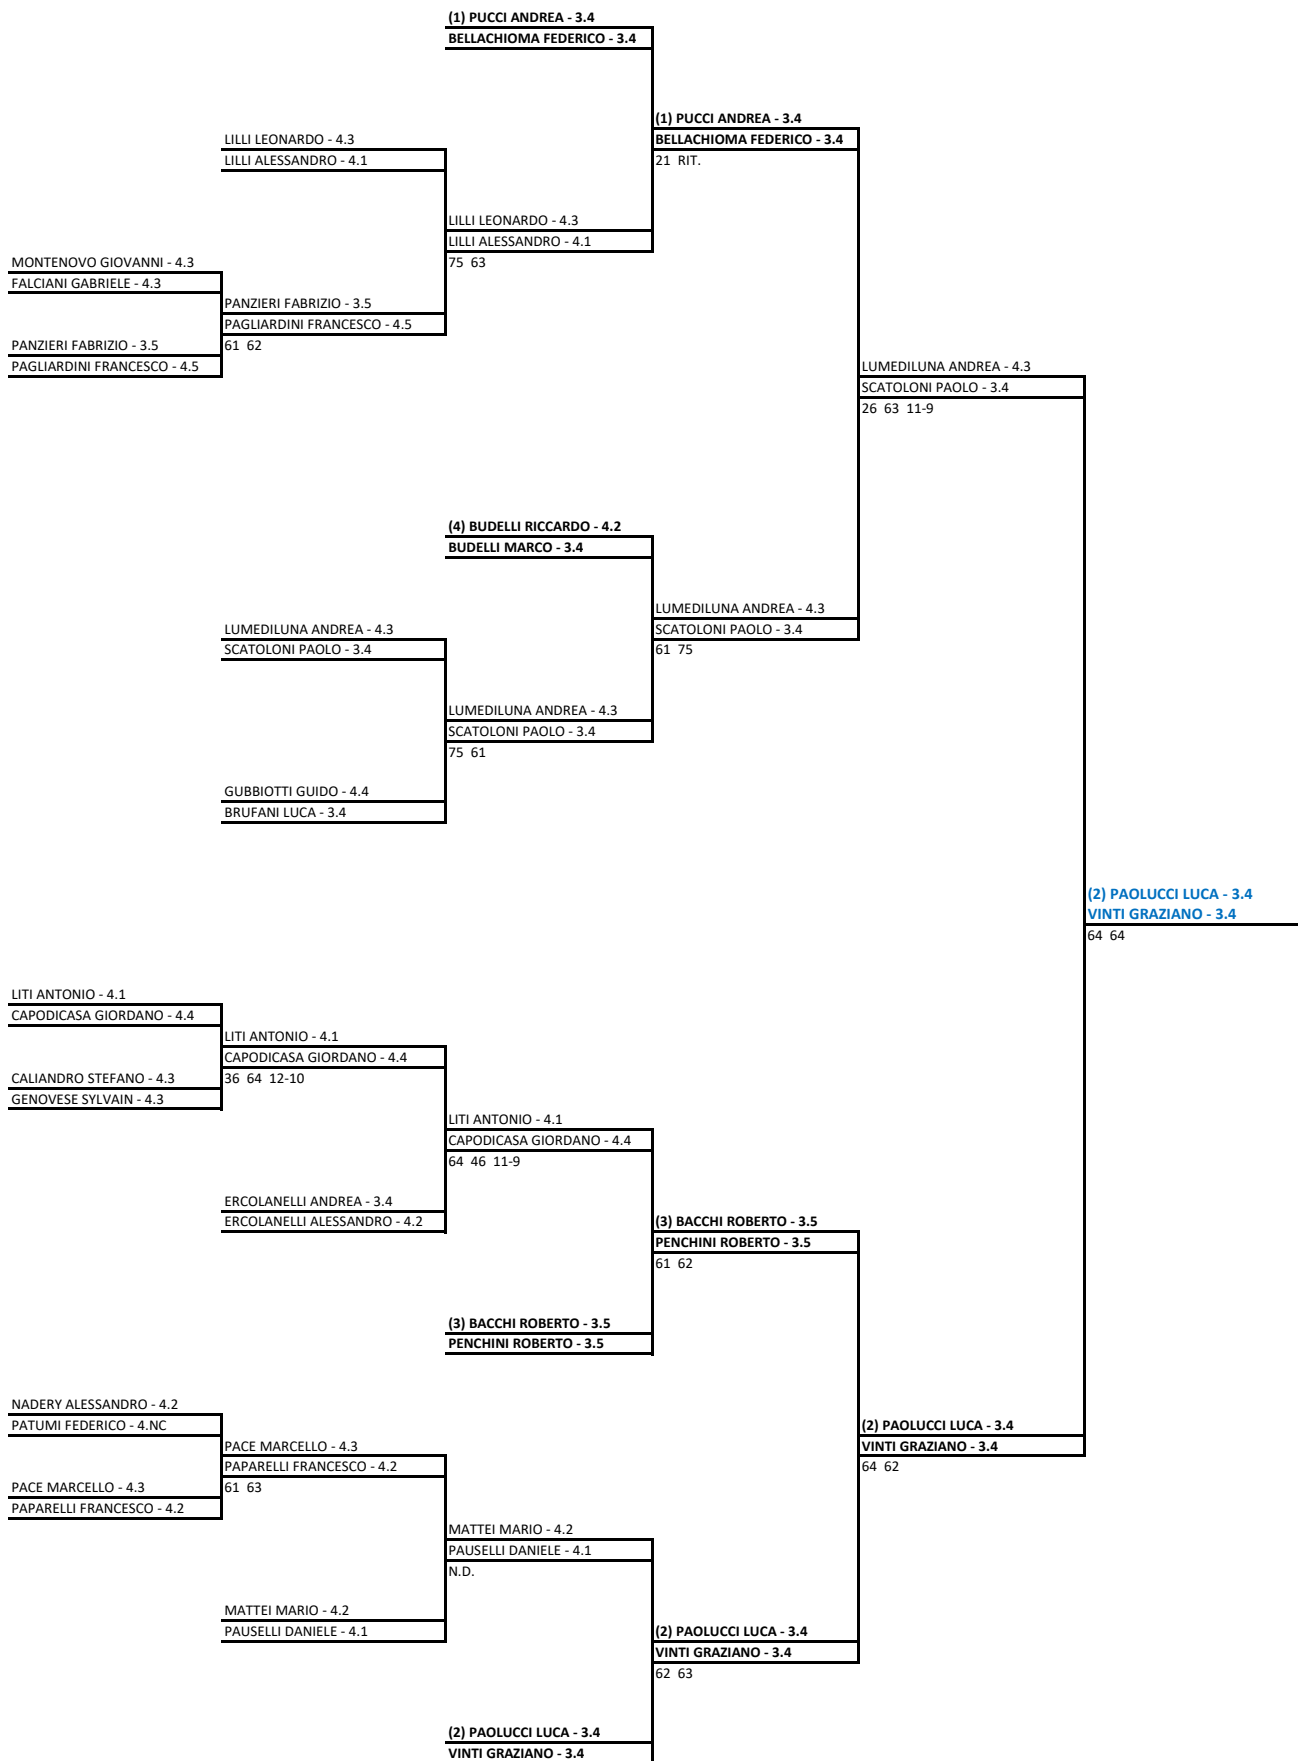 (1) PUCCI ANDREA - 3.4
BELLACHIOMA FEDERICO - 3.4
(1) PUCCI ANDREA - 3.4
LILLI LEONARDO - 4.3
BELLACHIOMA FEDERICO - 3.4
LILLI ALESSANDRO - 4.1
21 RIT.
LILLI LEONARDO - 4.3
LILLI ALESSANDRO - 4.1
MONTENOVO GIOVANNI - 4.3
75 63
FALCIANI GABRIELE - 4.3
PANZIERI FABRIZIO - 3.5
PAGLIARDINI FRANCESCO - 4.5
PANZIERI FABRIZIO - 3.5
61 62
PAGLIARDINI FRANCESCO - 4.5
LUMEDILUNA ANDREA - 4.3
SCATOLONI PAOLO - 3.4
26 63 11-9
(4) BUDELLI RICCARDO - 4.2
BUDELLI MARCO - 3.4
LUMEDILUNA ANDREA - 4.3
LUMEDILUNA ANDREA - 4.3
SCATOLONI PAOLO - 3.4
SCATOLONI PAOLO - 3.4
61 75
LUMEDILUNA ANDREA - 4.3
SCATOLONI PAOLO - 3.4
75 61
GUBBIOTTI GUIDO - 4.4
BRUFANI LUCA - 3.4
(2) PAOLUCCI LUCA - 3.4
VINTI GRAZIANO - 3.4
64 64
LITI ANTONIO - 4.1
CAPODICASA GIORDANO - 4.4
LITI ANTONIO - 4.1
CAPODICASA GIORDANO - 4.4
CALIANDRO STEFANO - 4.3
36 64 12-10
GENOVESE SYLVAIN - 4.3
LITI ANTONIO - 4.1
CAPODICASA GIORDANO - 4.4
64 46 11-9
ERCOLANELLI ANDREA - 3.4
ERCOLANELLI ALESSANDRO - 4.2
(3) BACCHI ROBERTO - 3.5
PENCHINI ROBERTO - 3.5
61 62
(3) BACCHI ROBERTO - 3.5
PENCHINI ROBERTO - 3.5
NADERY ALESSANDRO - 4.2
PATUMI FEDERICO - 4.NC
(2) PAOLUCCI LUCA - 3.4
PACE MARCELLO - 4.3
VINTI GRAZIANO - 3.4
PAPARELLI FRANCESCO - 4.2
64 62
PACE MARCELLO - 4.3
61 63
PAPARELLI FRANCESCO - 4.2
MATTEI MARIO - 4.2
PAUSELLI DANIELE - 4.1
N.D.
MATTEI MARIO - 4.2
PAUSELLI DANIELE - 4.1
(2) PAOLUCCI LUCA - 3.4
VINTI GRAZIANO - 3.4
62 63
(2) PAOLUCCI LUCA - 3.4
VINTI GRAZIANO - 3.4